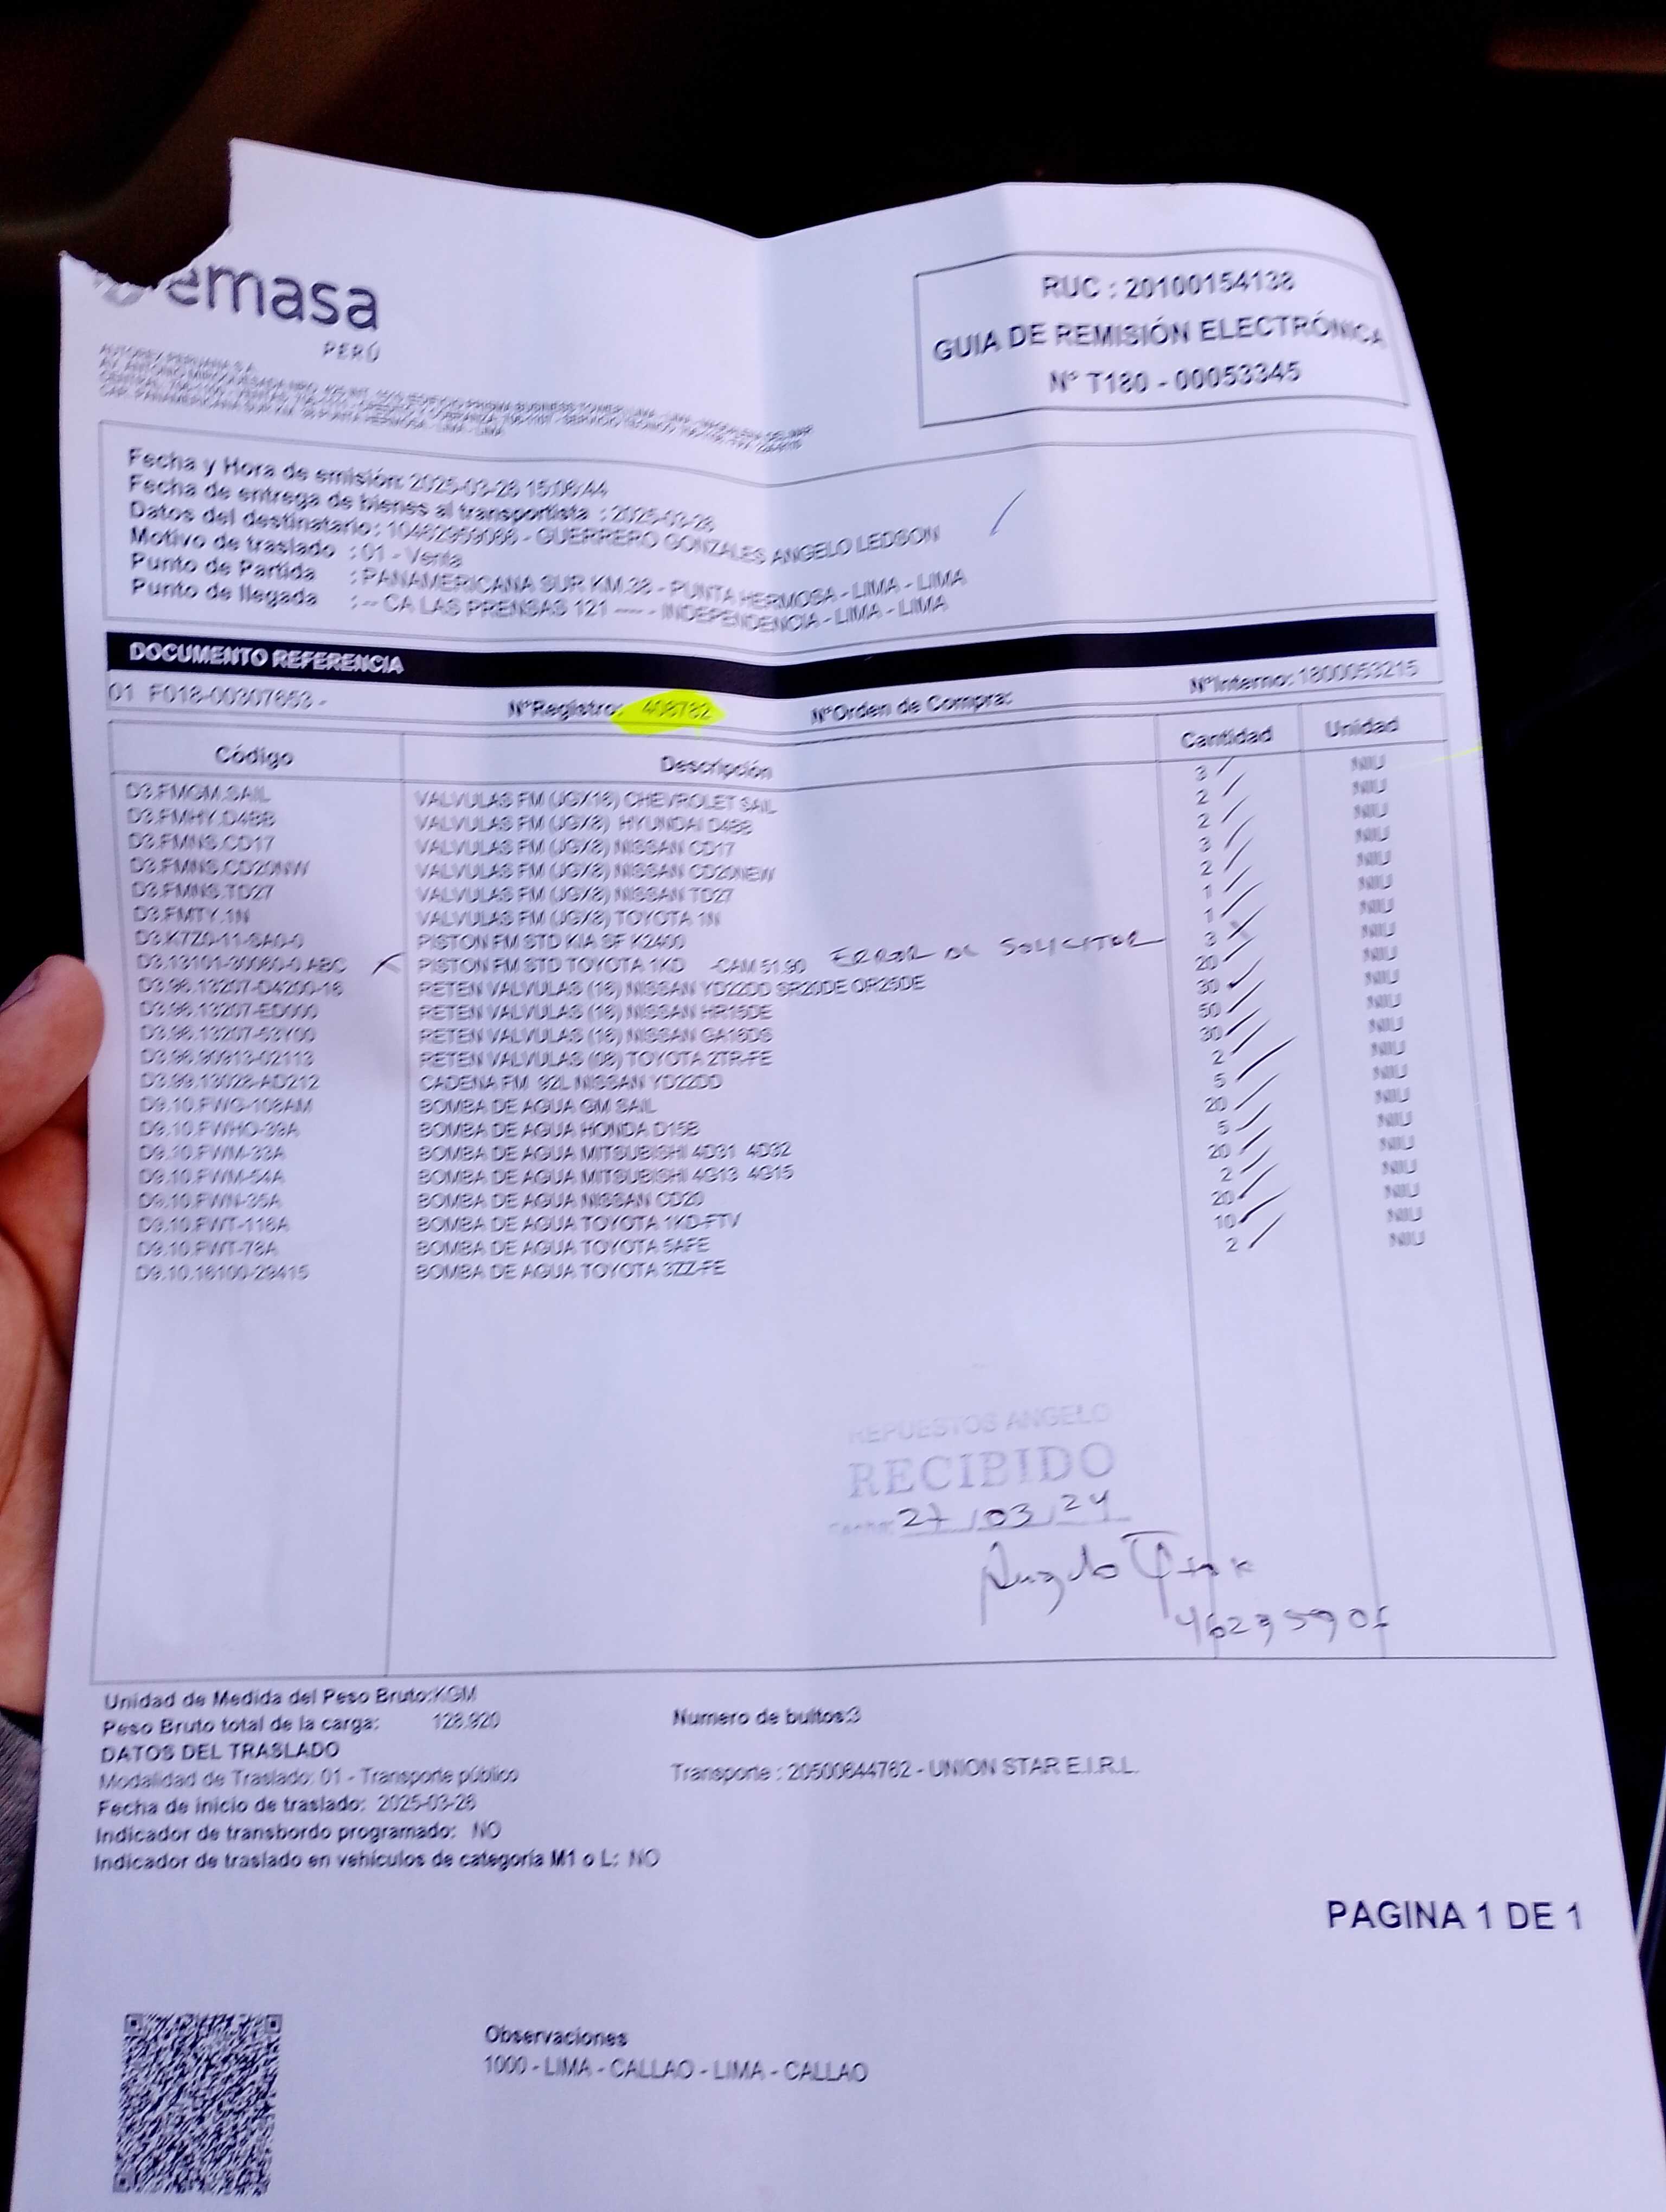 emasa
PERÚ
RUC : 20100154138
GUIA DE REMISIÓN ELECTRÓNICA
N° T180 - 00053345
AUTOREX PERUANA S.A.
Fecha y Hora de emisión: 2025-03-26 15:06:44
Fecha de entrega de bienes al transportista : 2025-03-26
Datos del destinatario : - GUERRERO GONZALES ANGELO LEDSON
Motivo de traslado : 01 - Venta
Punto de Partida : PANAMERICANA SUR KM.38 - PUNTA HERMOSA - LIMA - LIMA
Punto de llegada : -- CA LAS PRENSAS 121 ---- - INDEPENDENCIA - LIMA - LIMA
DOCUMENTO REFERENCIA
01 F018-00307653 - N°Registro: 408782 N°Orden de Compra: N°Interno: 1800053215
Código Descripción Cantidad Unidad
D3.FMGM.SAIL VALVULAS FM (JGX16) CHEVROLET SAIL 3 NIU
D3.FMHY.D4BB VALVULAS FM (JGX8) HYUNDAI D4BB 2 NIU
D3.FMNS.CD17 VALVULAS FM (JGX8) NISSAN CD17 2 NIU
D3.FMNS.CD20NW VALVULAS FM (JGX8) NISSAN CD20NEW 3 NIU
D3.FMNS.TD27 VALVULAS FM (JGX8) NISSAN TD27 2 NIU
D3.FMTY.1N VALVULAS FM (JGX8) TOYOTA 1N 1 NIU
D3.K7Z0-11-SA0-0 PISTON FM STD KIA SF K2400 1 NIU
D3.13101-30060-0.ABC PISTON FM STD TOYOTA 1KD -CAM 51.90 ERROR DE SOLICITOR 3 NIU
D3.96.13207-D4200-16 RETEN VALVULAS (16) NISSAN YD22DD SR20DE QR25DE 20 NIU
D3.96.13207-ED000 RETEN VALVULAS (16) NISSAN HR15DE 30 NIU
D3.96.13207-53Y00 RETEN VALVULAS (16) NISSAN GA16DS 50 NIU
D3.96.90913-02113 RETEN VALVULAS (08) TOYOTA 2TR-FE 30 NIU
D3.99.13028-AD212 CADENA FM 92L NISSAN YD22DD 2 NIU
D9.10.FWG-108AM BOMBA DE AGUA GM SAIL 5 NIU
D9.10.FWHO-39A BOMBA DE AGUA HONDA D15B 20 NIU
D9.10.FWM-33A BOMBA DE AGUA MITSUBISHI 4D31 4D32 5 NIU
D9.10.FWM-54A BOMBA DE AGUA MITSUBISHI 4G13 4G15 20 NIU
D9.10.FWN-35A BOMBA DE AGUA NISSAN CD20 2 NIU
D9.10.FWT-116A BOMBA DE AGUA TOYOTA 1KD-FTV 20 NIU
D9.10.FWT-78A BOMBA DE AGUA TOYOTA 5AFE 10 NIU
D9.10.16100-29415 BOMBA DE AGUA TOYOTA 3ZZ-FE 2 NIU
REPUESTOS ANGELO
RECIBIDO
Fecha: 27/03/24
Angelo
Unidad de Medida del Peso Bruto:KGM
Peso Bruto total de la carga: 128.920 Numero de bultos:3
DATOS DEL TRASLADO
Modalidad de Traslado: 01 - Transporte público Transporte : 20500644762 - UNION STAR E.I.R.L.
Fecha de inicio de traslado: 2025-03-26
Indicador de transbordo programado: NO
Indicador de traslado en vehículos de categoría M1 o L: NO
PAGINA 1 DE 1
Observaciones
1000 - LIMA - CALLAO - LIMA - CALLAO